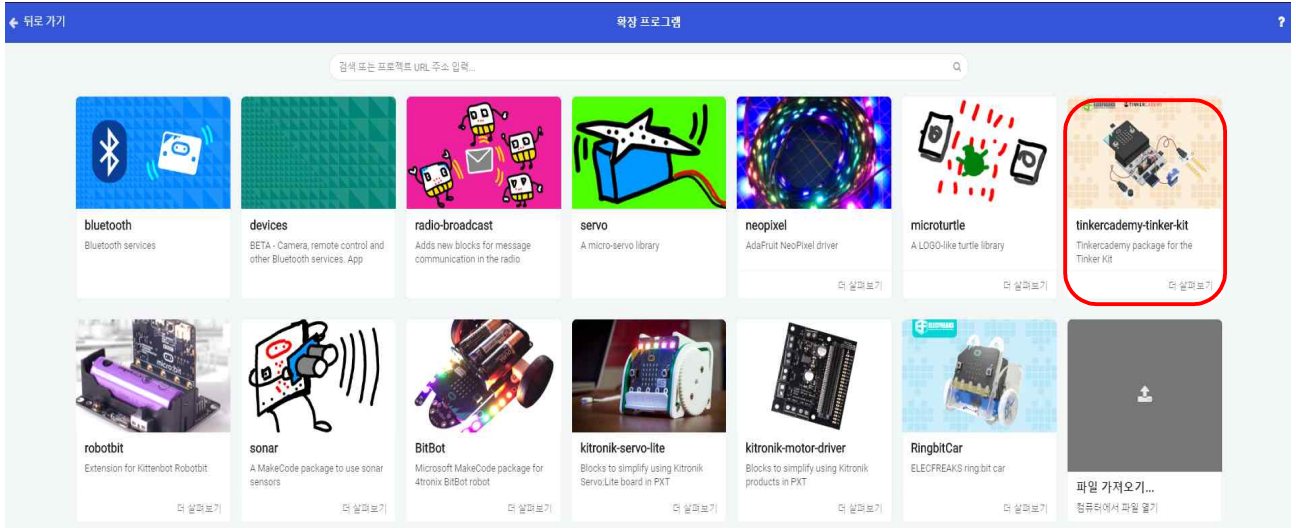 뒤로 가기
확장 프로그램
?
검색 또는 프로젝트 URL 주소 입력...
bluetooth
Bluetooth services
devices
BETA - Camera, remote control and
other Bluetooth services. App
radio-broadcast
Adds new blocks for message
communication in the radio
servo
A micro-servo library
neopixel
AdaFruit NeoPixel driver
더 살펴보기
microturtle
A LOGO-like turtle library
더 살펴보기
tinkercademy-tinker-kit
Tinkercademy package for the
Tinker Kit
더 살펴보기
micro:bit
robotbit
Extension for Kittenbot Robotbit
더 살펴보기
sonar
A MakeCode package to use sonar
sensors
더 살펴보기
BitBot
Microsoft MakeCode package for
4tronix BitBot robot
더 살펴보기
kitronik-servo-lite
Blocks to simplify using Kitronik
Servo:Lite board in PXT
더 살펴보기
kitronik-motor-driver
Blocks to simplify using Kitronik
products in PXT
더 살펴보기
ELECFREAKS
RingbitCar
ELECFREAKS ring:bit car
더 살펴보기
파일 가져오기...
컴퓨터에서 파일 열기